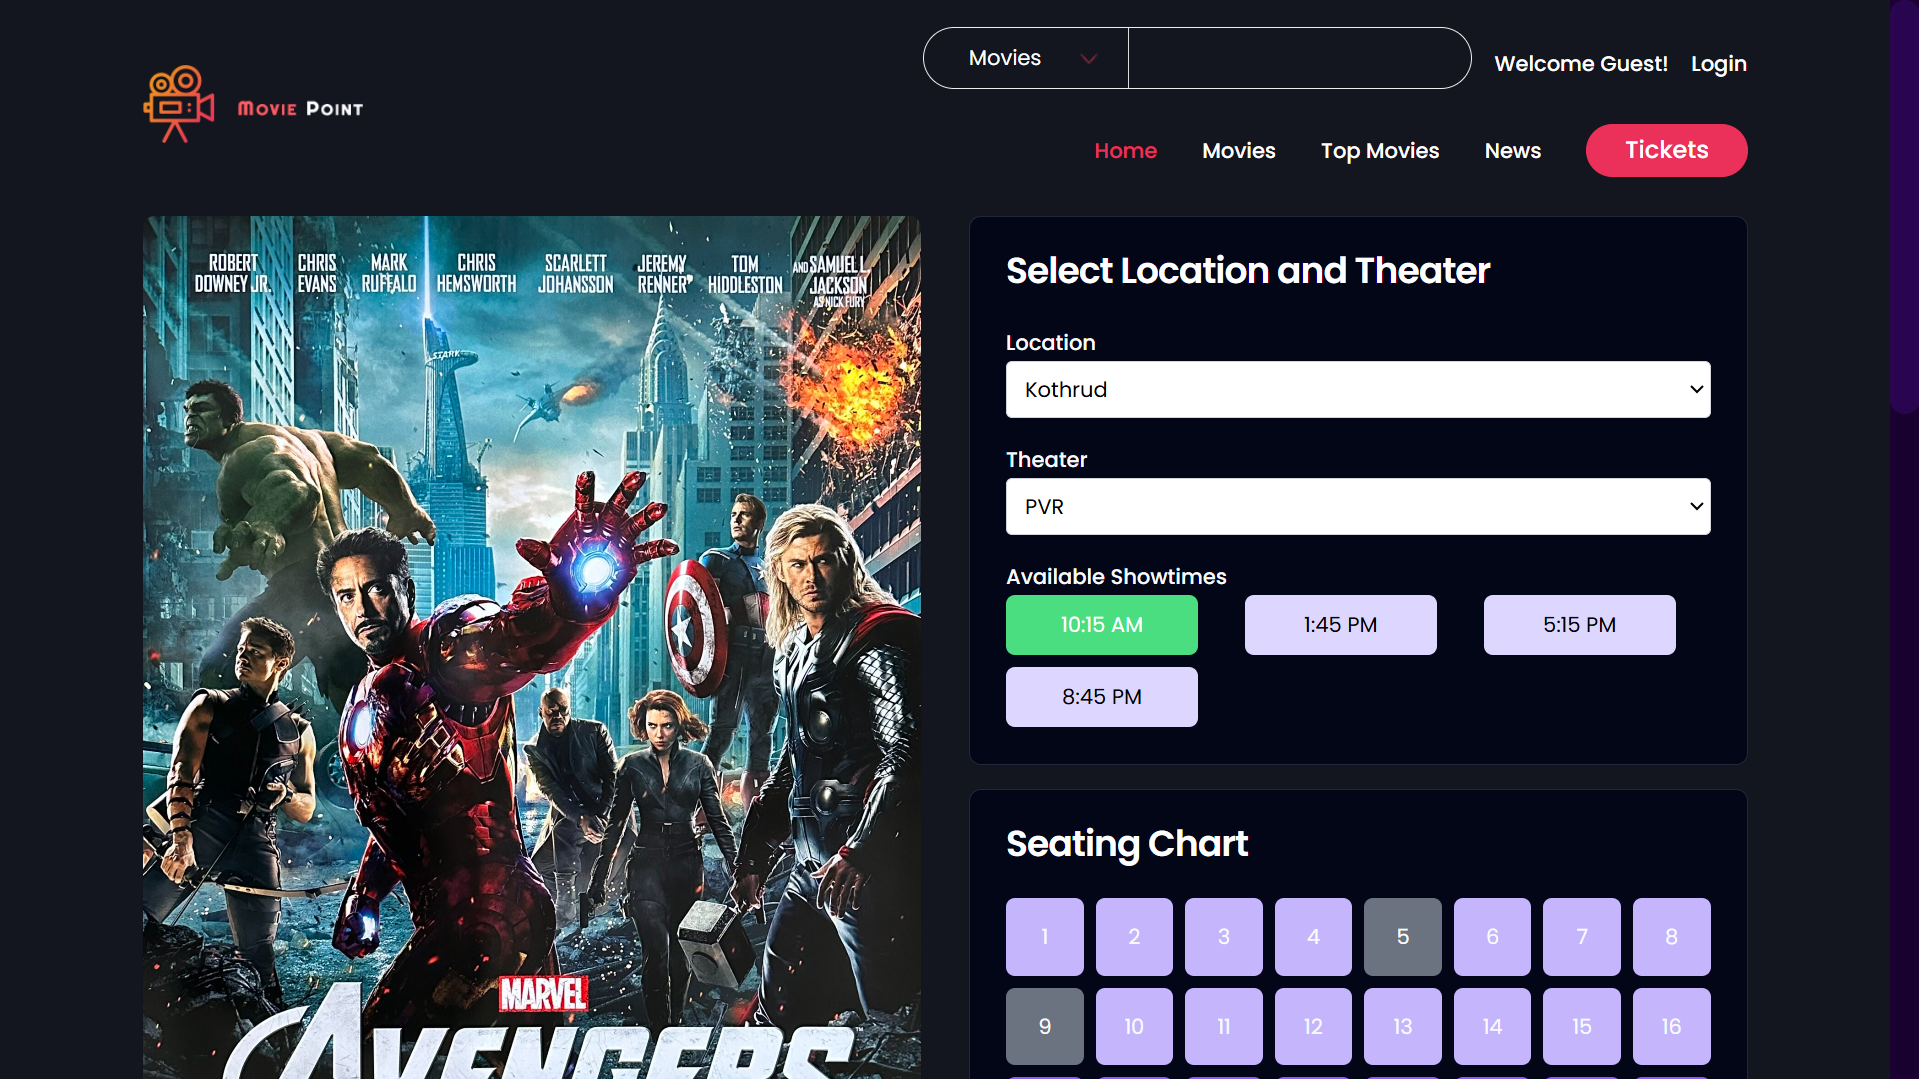 Movies
Welcome Guest!
Login
MOVIE POINT
Home
Movies
Top Movies
News
Tickets
ROBERT DOWNEY JR.
CHRIS EVANS
MARK RUFFALO
CHRIS HEMSWORTH
SCARLETT JOHANSSON
JEREMY RENNER
TOM HIDDLESTON
AND SAMUEL L. JACKSON
AS NICK FURY
STARK
MARVEL
AVENGERS™
Select Location and Theater
Location
Kothrud
Theater
PVR
Available Showtimes
10:15 AM
1:45 PM
5:15 PM
8:45 PM
Seating Chart
1 2 3 4 5 6 7 8
9 10 11 12 13 14 15 16